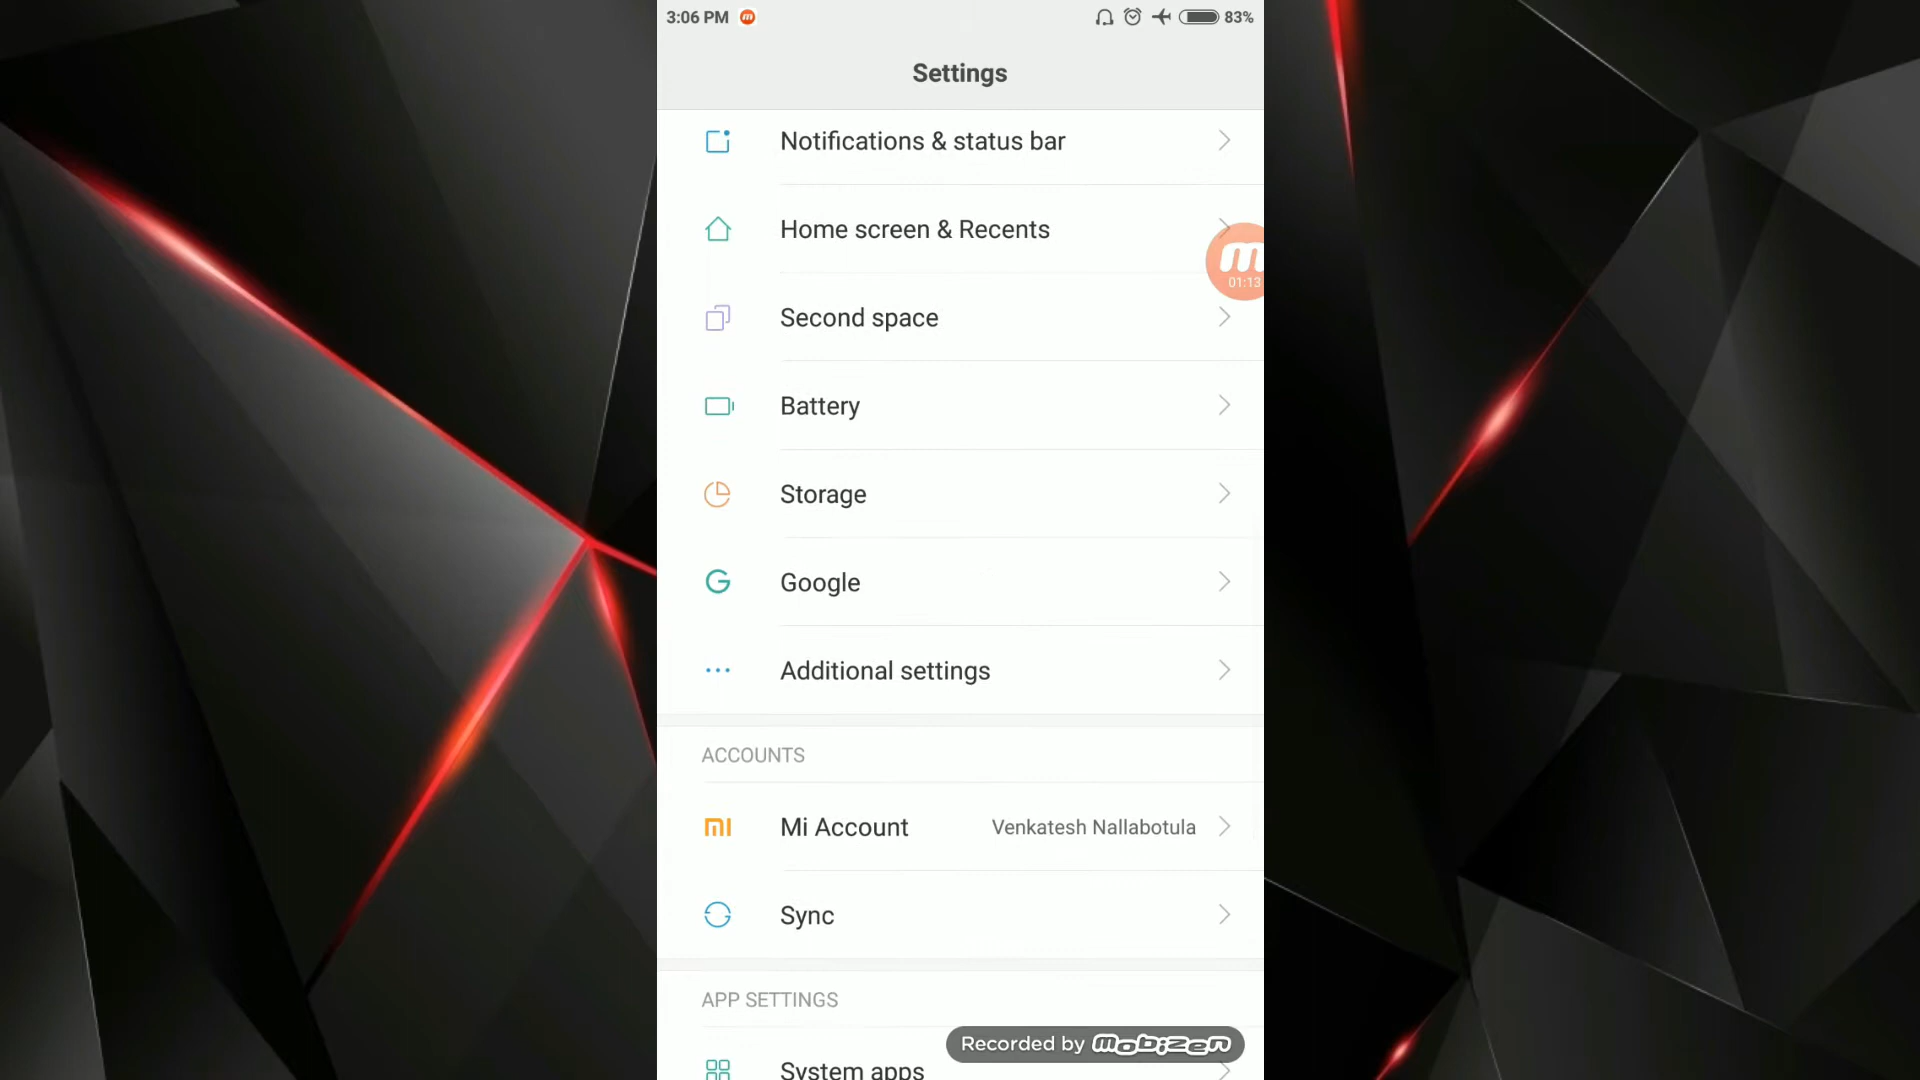 3:06 PM
83%
Settings
Notifications & status bar
Home screen & Recents
01:13
Second space
Battery
Storage
Google
Additional settings
ACCOUNTS
Mi Account Venkatesh Nallabotula
Sync
APP SETTINGS
Recorded by mobizen
System apps